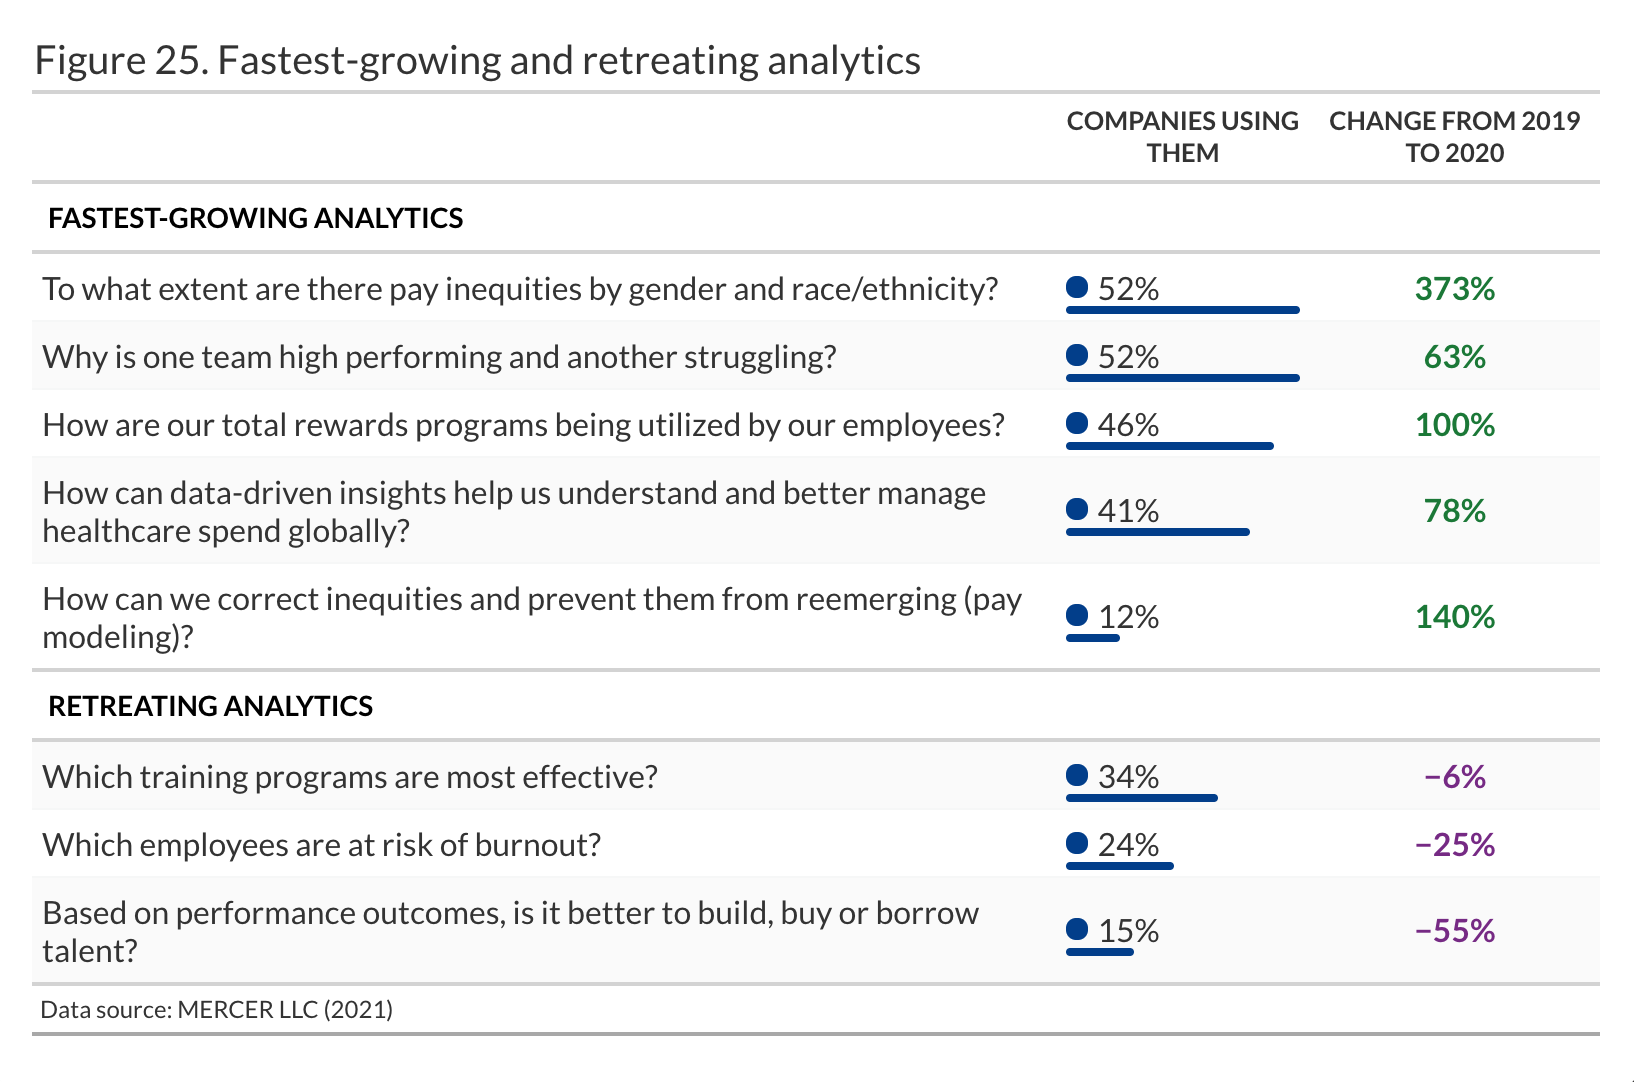 Figure 25. Fastest-growing and retreating analytics
COMPANIES USING THEM
CHANGE FROM 2019 TO 2020
FASTEST-GROWING ANALYTICS
To what extent are there pay inequities by gender and race/ethnicity? 52% 373%
Why is one team high performing and another struggling? 52% 63%
How are our total rewards programs being utilized by our employees? 46% 100%
How can data-driven insights help us understand and better manage
healthcare spend globally? 41% 78%
How can we correct inequities and prevent them from reemerging (pay
modeling)? 12% 140%
RETREATING ANALYTICS
Which training programs are most effective? 34% −6%
Which employees are at risk of burnout? 24% −25%
Based on performance outcomes, is it better to build, buy or borrow
talent? 15% −55%
Data source: MERCER LLC (2021)